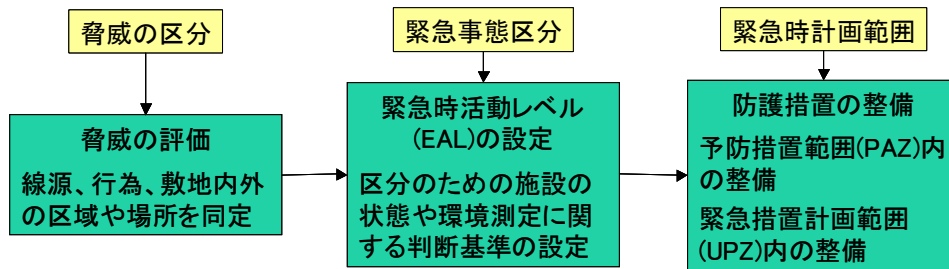 脅威の区分
緊急事態区分
緊急時計画範囲
脅威の評価
線源、行為、敷地内外
の区域や場所を同定
緊急時活動レベル
(EAL)の設定
区分のための施設の
状態や環境測定に関
する判断基準の設定
防護措置の整備
予防措置範囲(PAZ)内
の整備
緊急措置計画範囲
(UPZ)内の整備